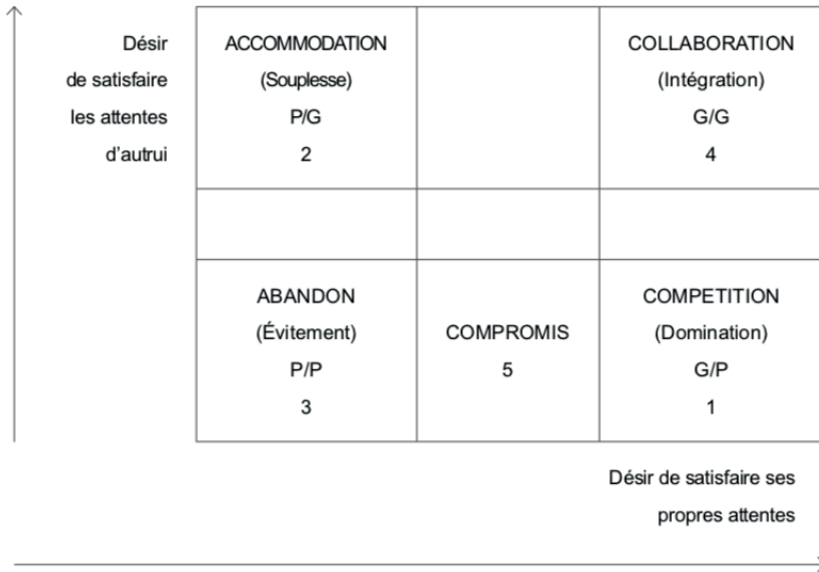 Désir
de satisfaire
les attentes
d'autrui
ACCOMMODATION
(Souplesse)
P/G
2
COLLABORATION
(Intégration)
G/G
4
ABANDON
(Évitement)
P/P
3
COMPROMIS
5
COMPETITION
(Domination)
G/P
1
Désir de satisfaire ses
propres attentes